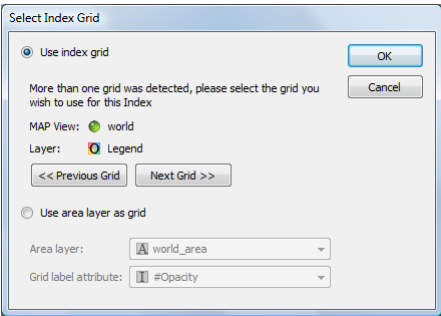 Select Index Grid
Use index grid
OK
More than one grid was detected, please select the grid you
wish to use for this Index
Cancel
MAP View: world
Layer: Legend
<< Previous Grid Next Grid >>
Use area layer as grid
Area layer: A world_area
Grid label attribute: I #Opacity